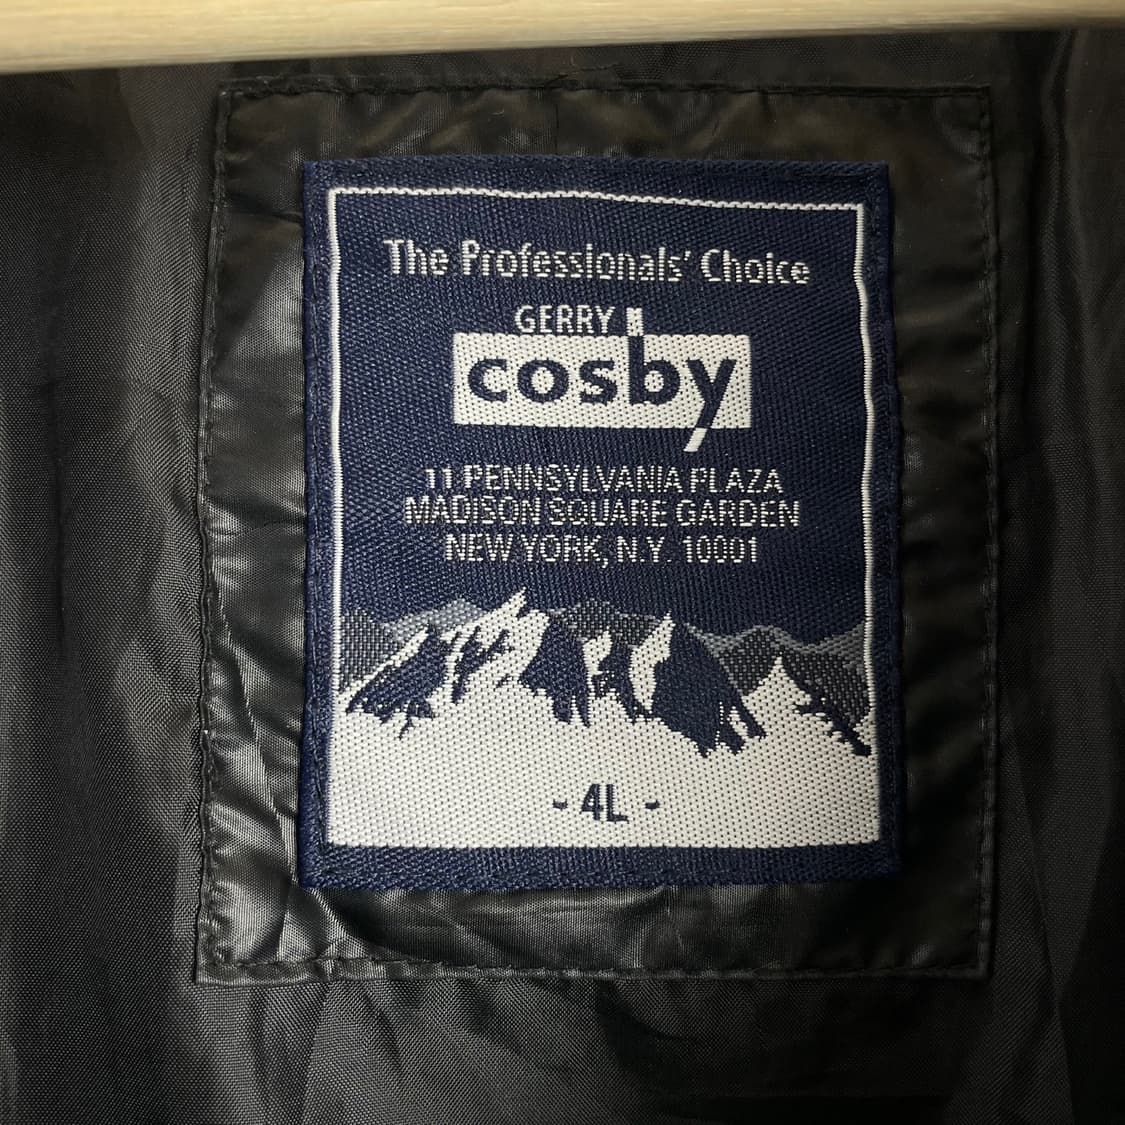 The Professionals' Choice
GERRY
cosby
11 PENNSYLVANIA PLAZA
MADISON SQUARE GARDEN
NEW YORK, N.Y. 10001
- 4L -